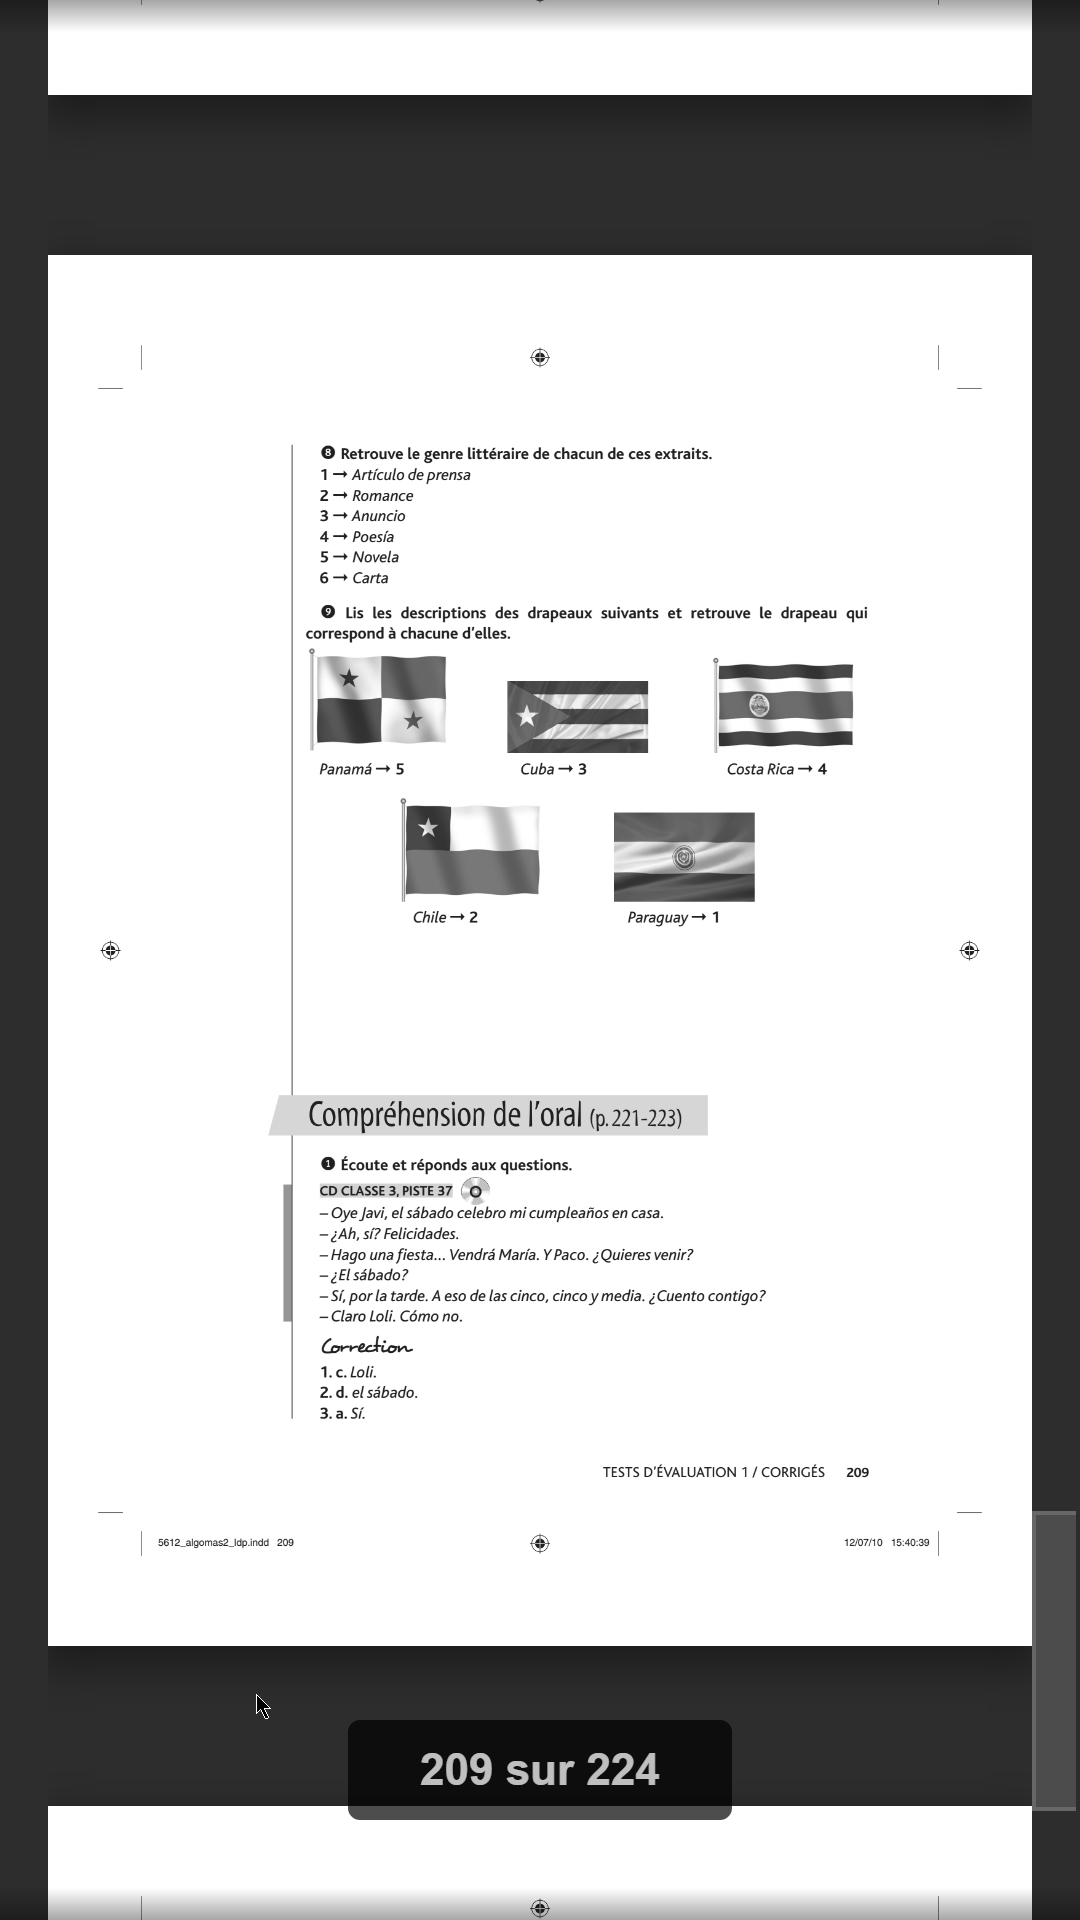 ❽ Retrouve le genre littéraire de chacun de ces extraits.
1 → Artículo de prensa
2 → Romance
3 → Anuncio
4 → Poesía
5 → Novela
6 → Carta
❾ Lis les descriptions des drapeaux suivants et retrouve le drapeau qui
correspond à chacune d’elles.
Panamá → 5
Cuba → 3
Costa Rica → 4
Chile → 2
Paraguay → 1
Compréhension de l’oral (p. 221-223)
❶ Écoute et réponds aux questions.
CD CLASSE 3, PISTE 37
– Oye Javi, el sábado celebro mi cumpleaños en casa.
– ¿Ah, sí? Felicidades.
– Hago una fiesta... Vendrá María. Y Paco. ¿Quieres venir?
– ¿El sábado?
– Sí, por la tarde. A eso de las cinco, cinco y media. ¿Cuento contigo?
– Claro Loli. Cómo no.
Correction
1. c. Loli.
2. d. el sábado.
3. a. Sí.
TESTS D’ÉVALUATION 1 / CORRIGÉS 209
5612_algomas2_ldp.indd 209
12/07/10 15:40:39
209 sur 224